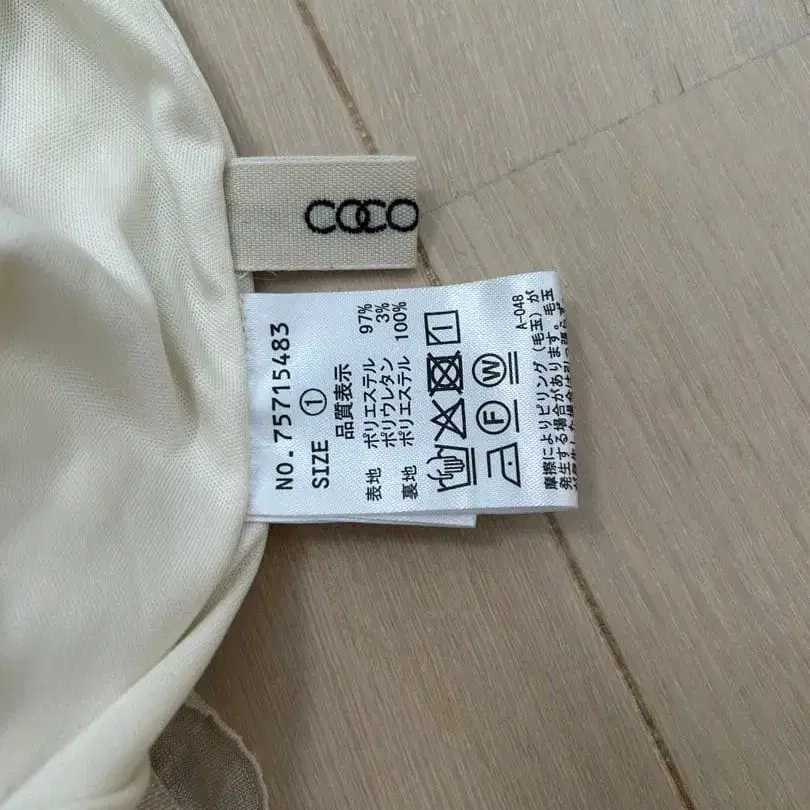 COCO
NO.75715483
SIZE ①
品質表示
表地 ポリエステル 97%
ポリウレタン 3%
裏地 ポリエステル 100%
F W
A-048
摩擦によりピリング(毛玉)が
発生する場合があります。毛玉